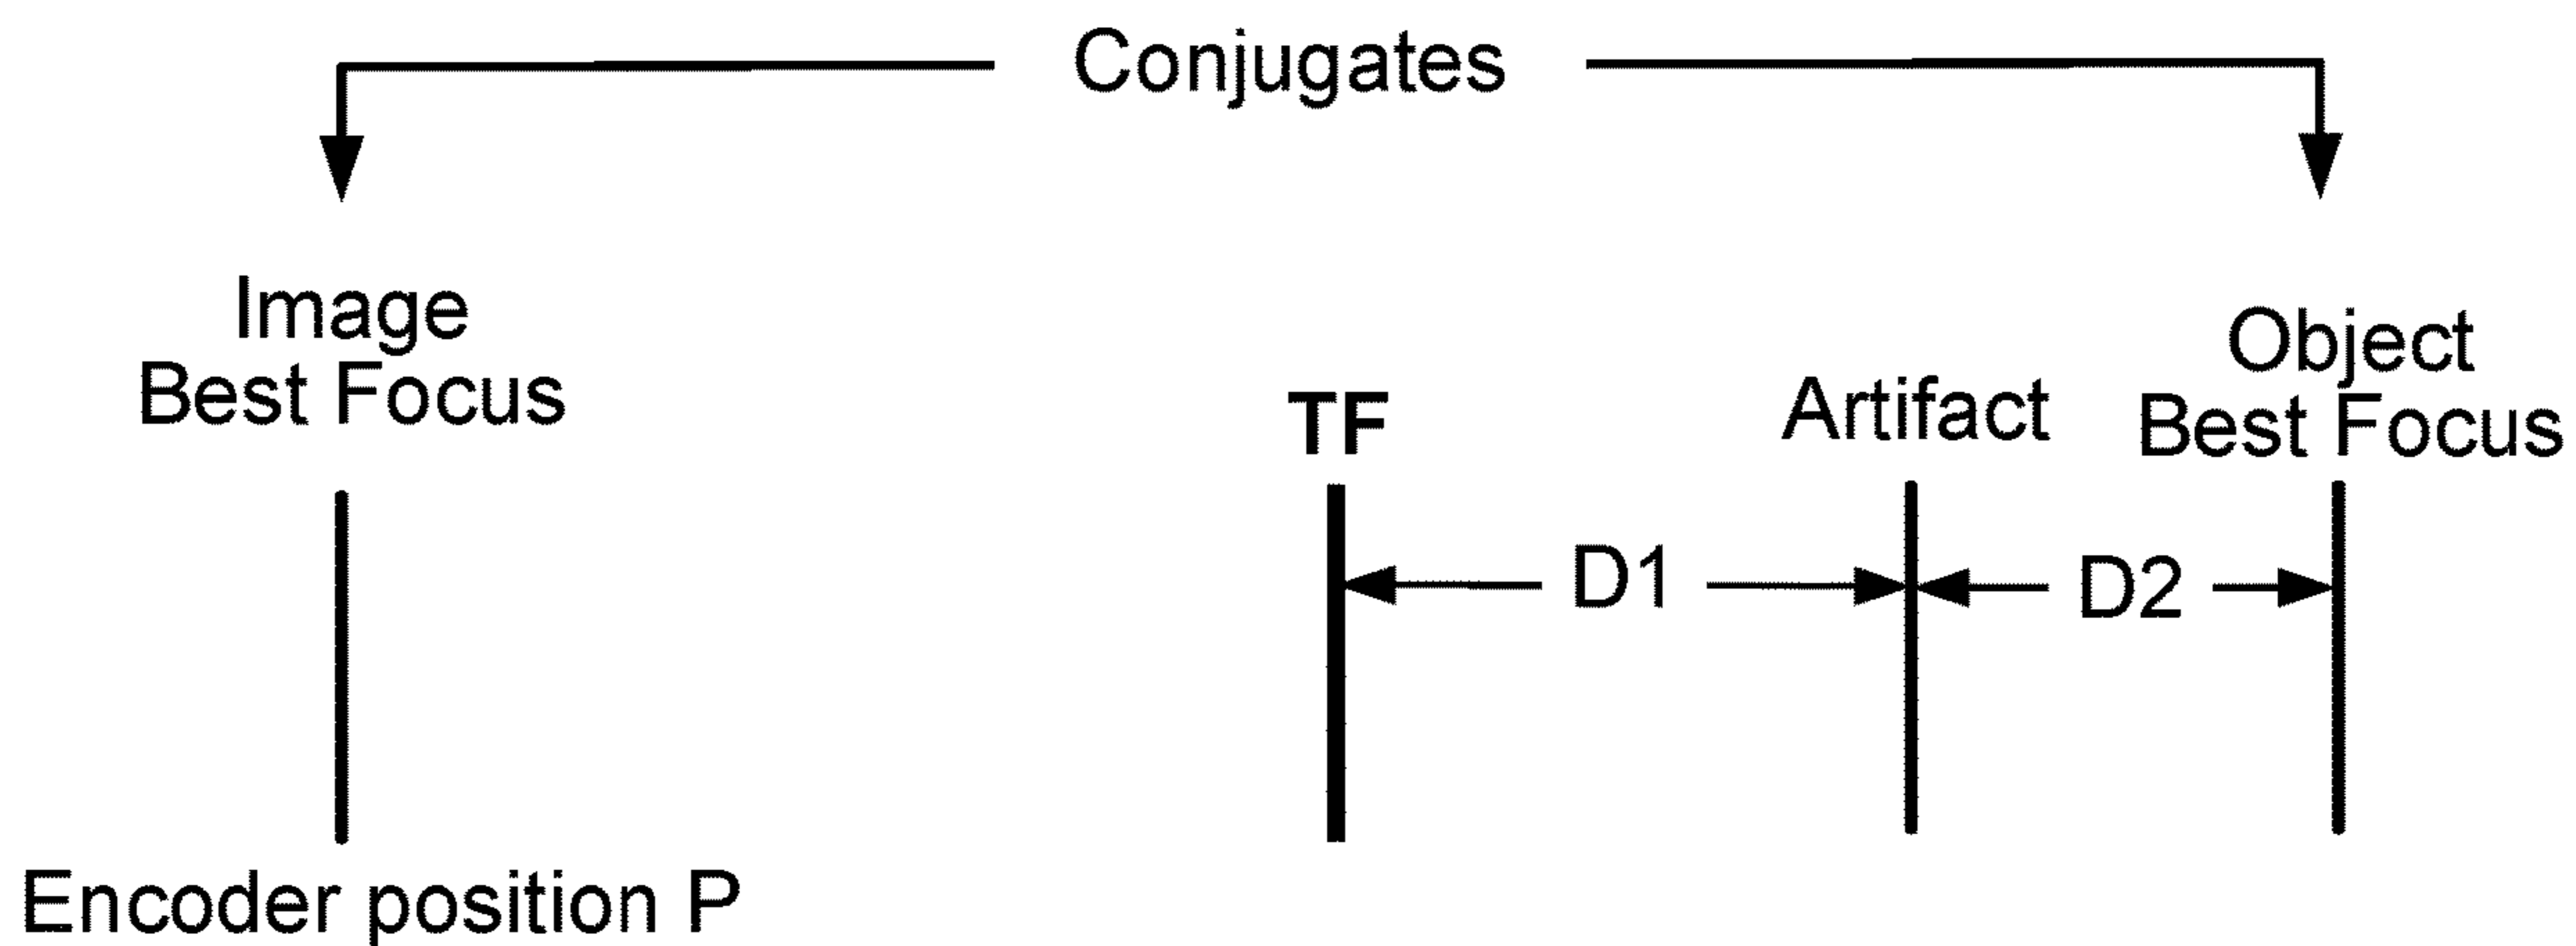 Conjugates
Image
Best Focus
TF
Artifact
Object
Best Focus
D1
D2
Encoder position P